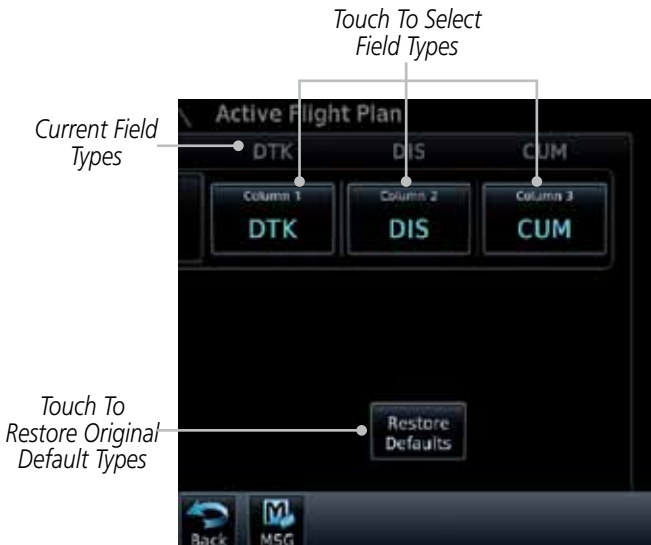 Touch To Select
Field Types
Active Flight Plan
Current Field
Types
DTK DIS CUM
Column 1 Column 2 Column 3
DTK DIS CUM
Touch To
Restore Original
Default Types
Restore
Defaults
Back MSG